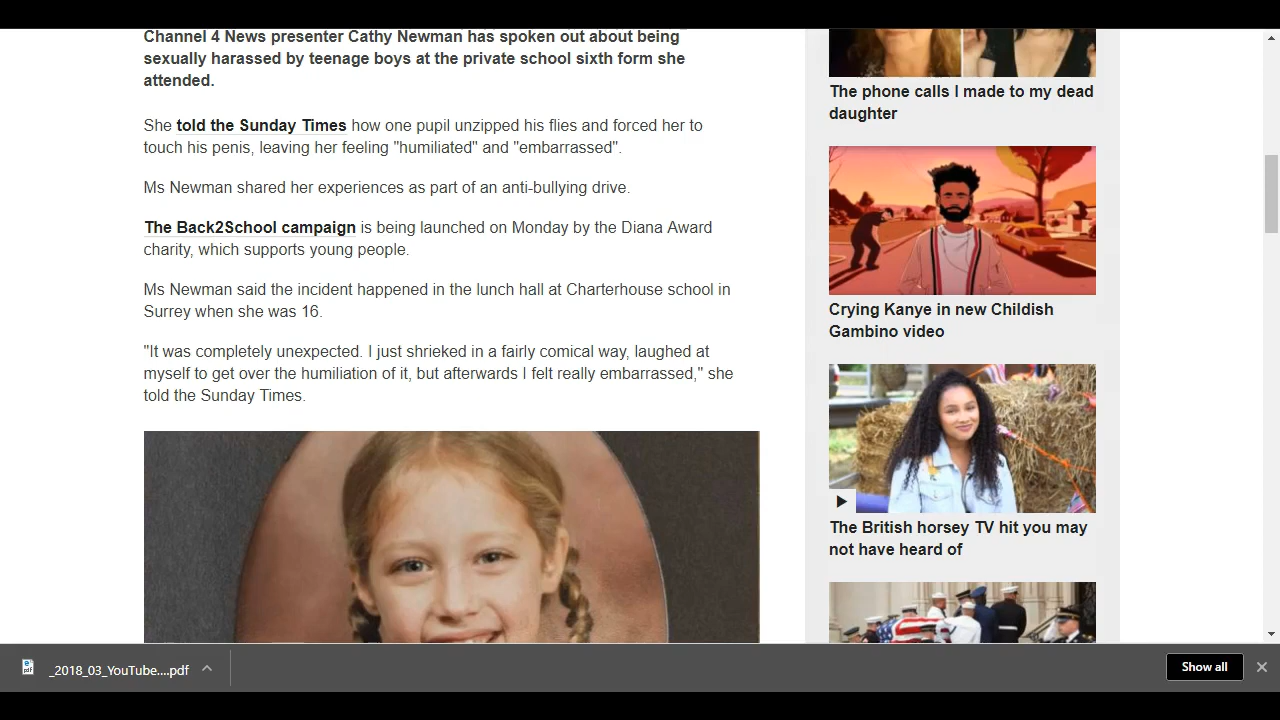 Channel 4 News presenter Cathy Newman has spoken out about being
sexually harassed by teenage boys at the private school sixth form she
attended.
She told the Sunday Times how one pupil unzipped his flies and forced her to
touch his penis, leaving her feeling "humiliated" and "embarrassed".
Ms Newman shared her experiences as part of an anti-bullying drive.
The Back2School campaign is being launched on Monday by the Diana Award
charity, which supports young people.
Ms Newman said the incident happened in the lunch hall at Charterhouse school in
Surrey when she was 16.
"It was completely unexpected. I just shrieked in a fairly comical way, laughed at
myself to get over the humiliation of it, but afterwards I felt really embarrassed," she
told the Sunday Times.
The phone calls I made to my dead
daughter
Crying Kanye in new Childish
Gambino video
The British horsey TV hit you may
not have heard of
pdf
_2018_03_YouTube....pdf
Show all